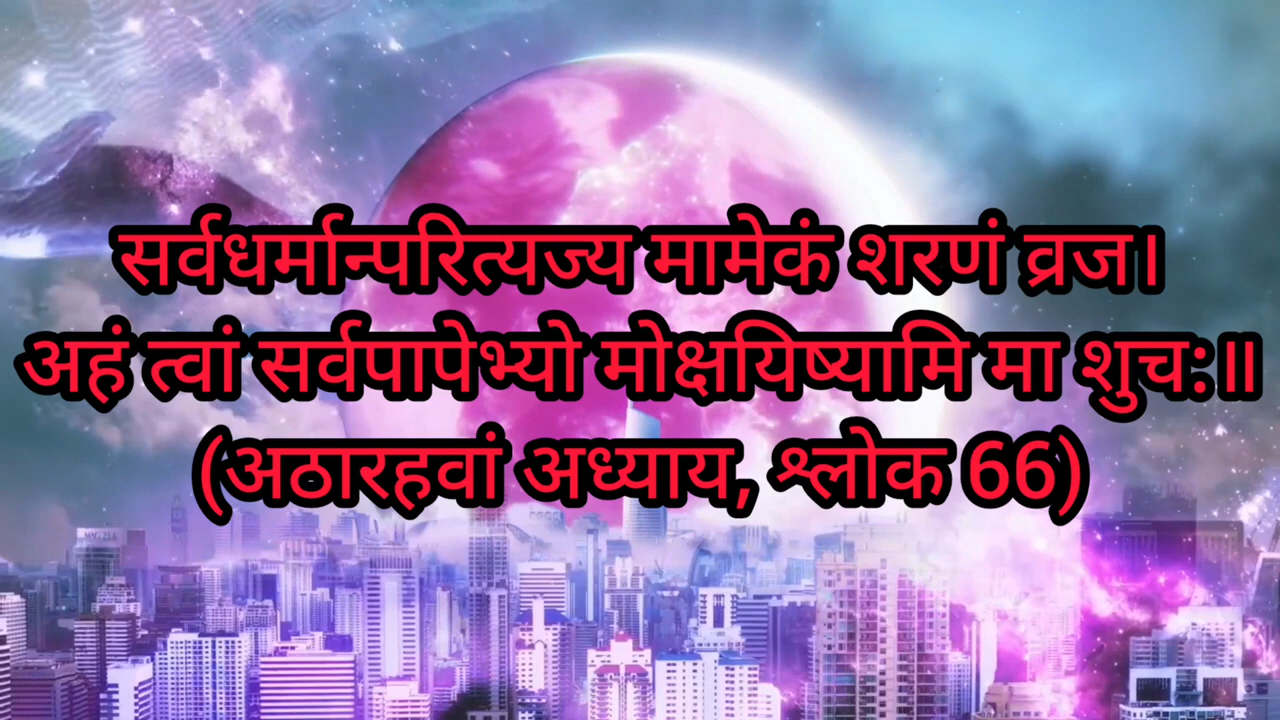 सर्वधर्मान्परित्यज्य मामेकं शरणं व्रज।
अहं त्वां सर्वपापेभ्यो मोक्षयिष्यामि मा शुच:॥
(अठारहवां अध्याय, श्लोक 66)